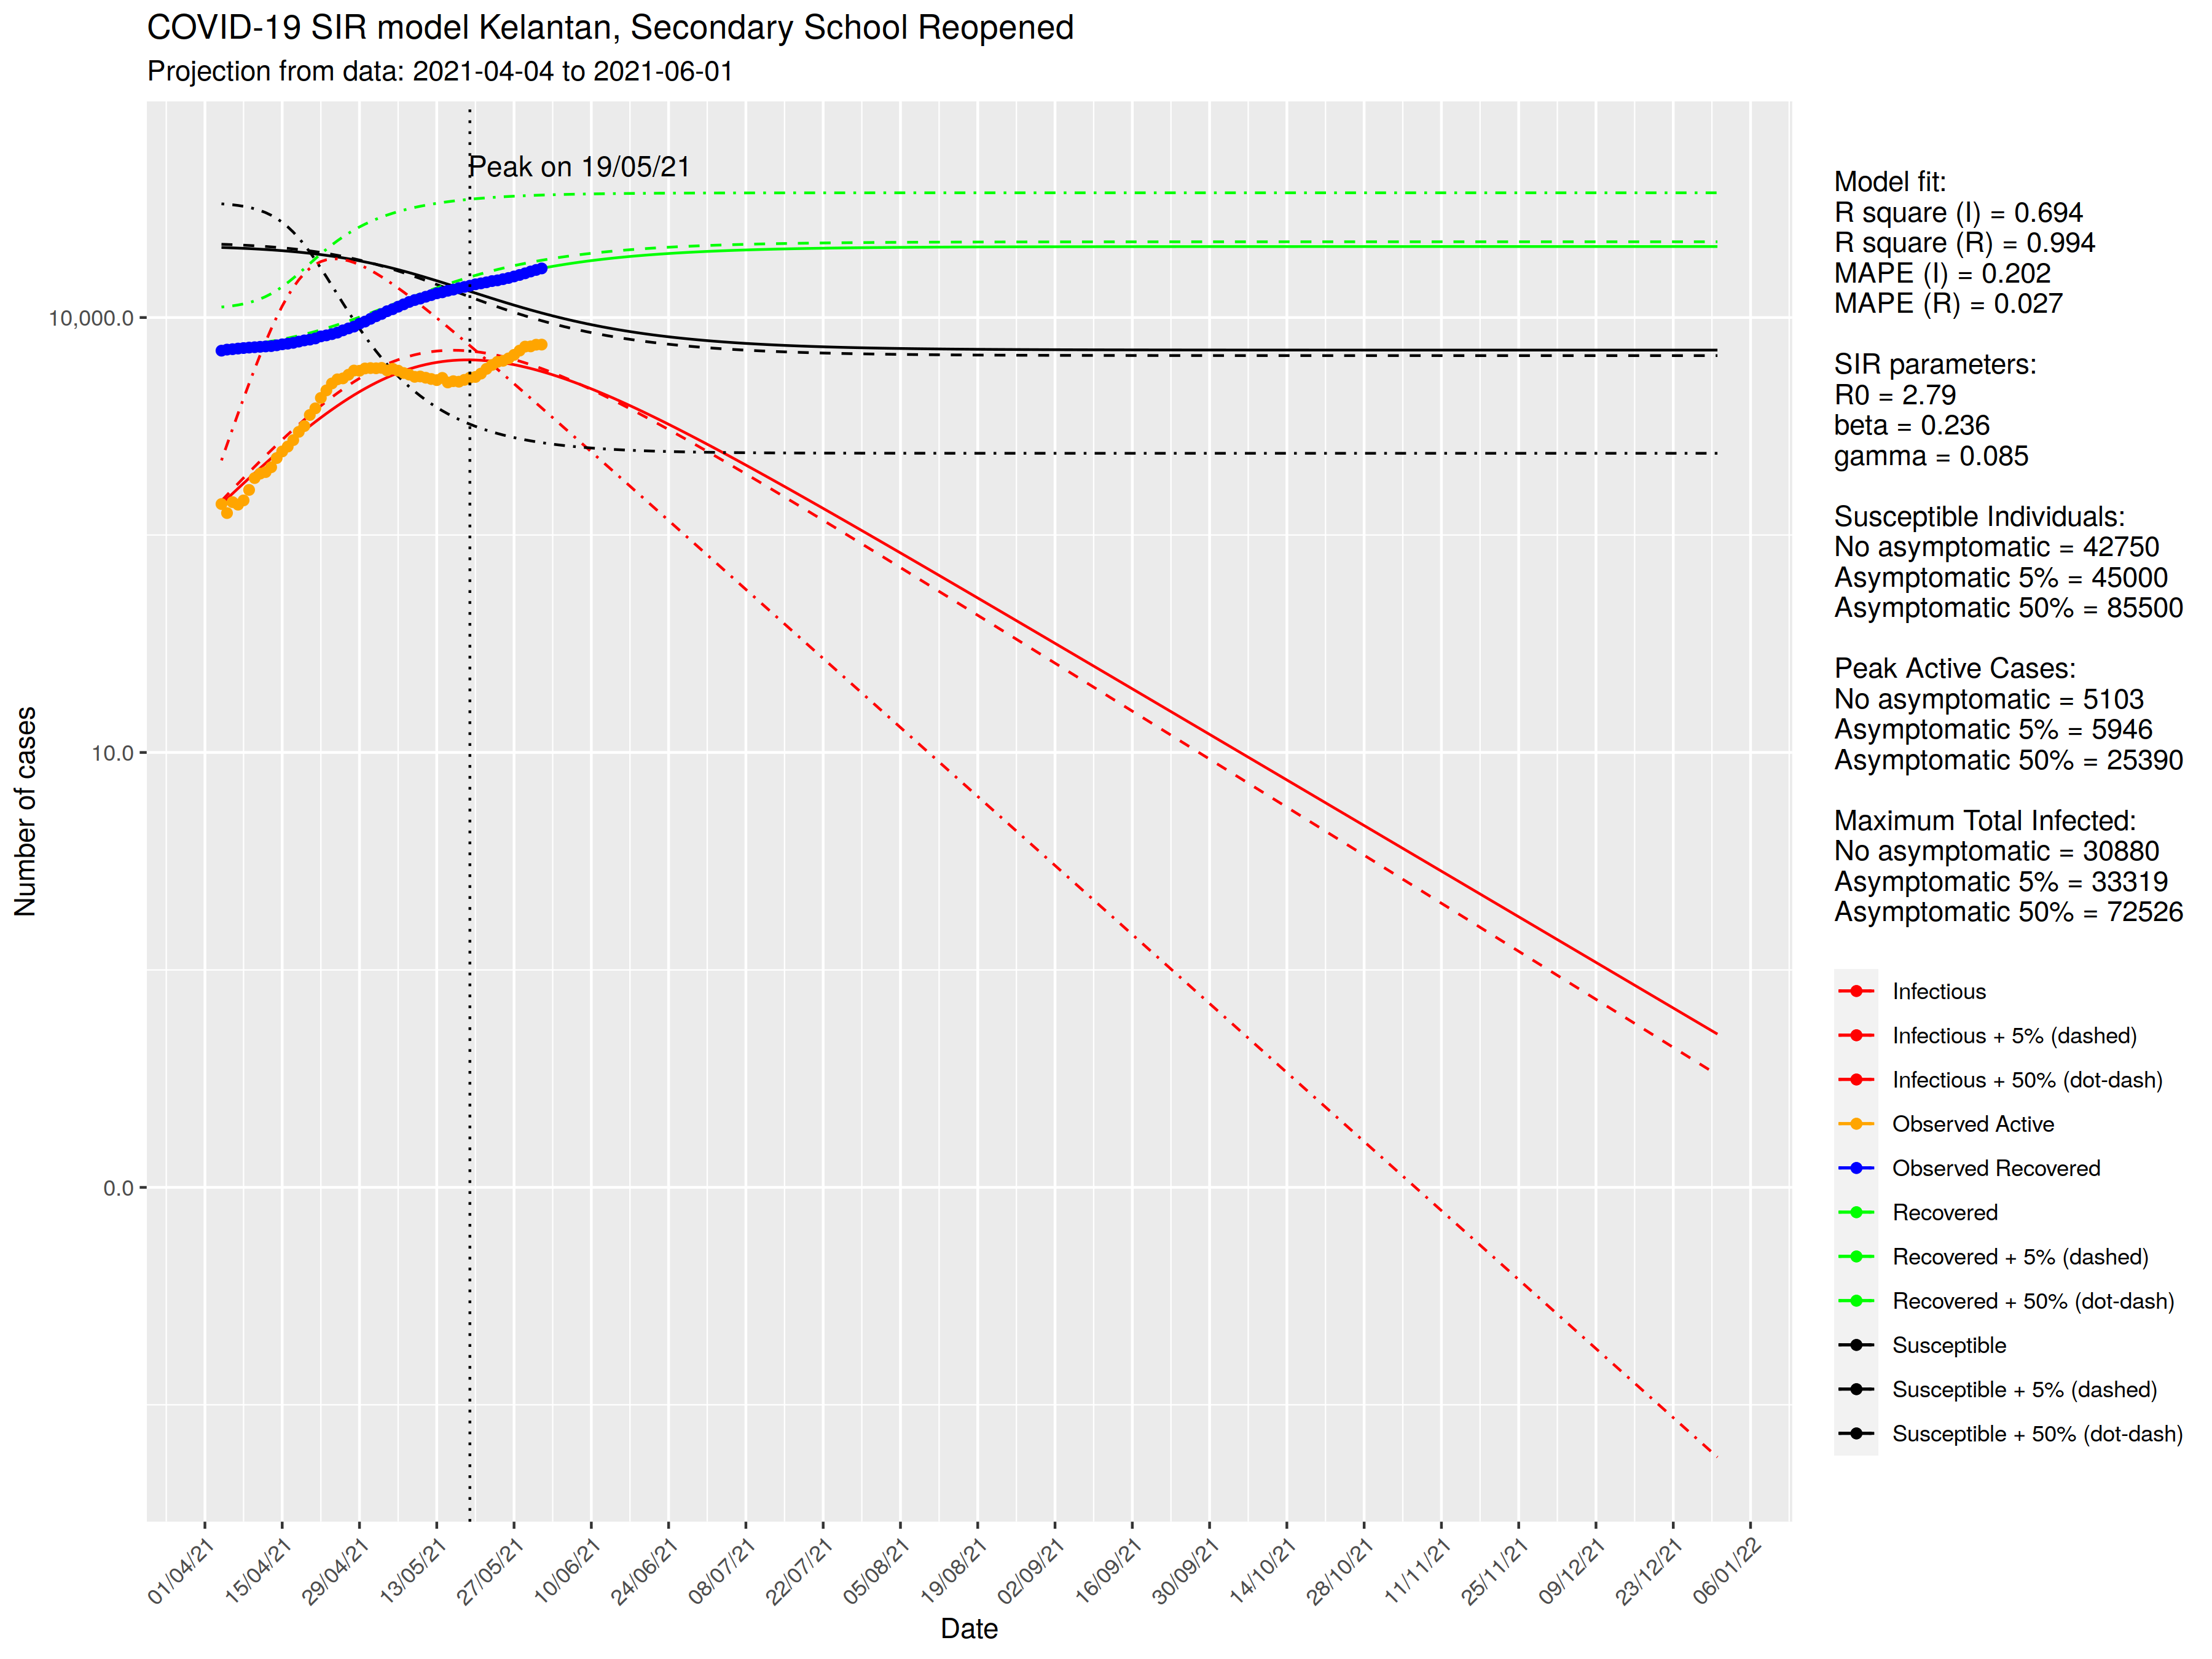 COVID-19 SIR model Kelantan, Secondary School Reopened
Projection from data: 2021-04-04 to 2021-06-01
Peak on 19/05/21
Number of cases
10,000.0
10.0
0.0
01/04/21
15/04/21
29/04/21
13/05/21
27/05/21
10/06/21
24/06/21
08/07/21
22/07/21
05/08/21
19/08/21
02/09/21
16/09/21
30/09/21
14/10/21
28/10/21
11/11/21
25/11/21
09/12/21
23/12/21
06/01/22
Date
Model fit:
R square (I) = 0.694
R square (R) = 0.994
MAPE (I) = 0.202
MAPE (R) = 0.027
SIR parameters:
R0 = 2.79
beta = 0.236
gamma = 0.085
Susceptible Individuals:
No asymptomatic = 42750
Asymptomatic 5% = 45000
Asymptomatic 50% = 85500
Peak Active Cases:
No asymptomatic = 5103
Asymptomatic 5% = 5946
Asymptomatic 50% = 25390
Maximum Total Infected:
No asymptomatic = 30880
Asymptomatic 5% = 33319
Asymptomatic 50% = 72526
Infectious
Infectious + 5% (dashed)
Infectious + 50% (dot-dash)
Observed Active
Observed Recovered
Recovered
Recovered + 5% (dashed)
Recovered + 50% (dot-dash)
Susceptible
Susceptible + 5% (dashed)
Susceptible + 50% (dot-dash)